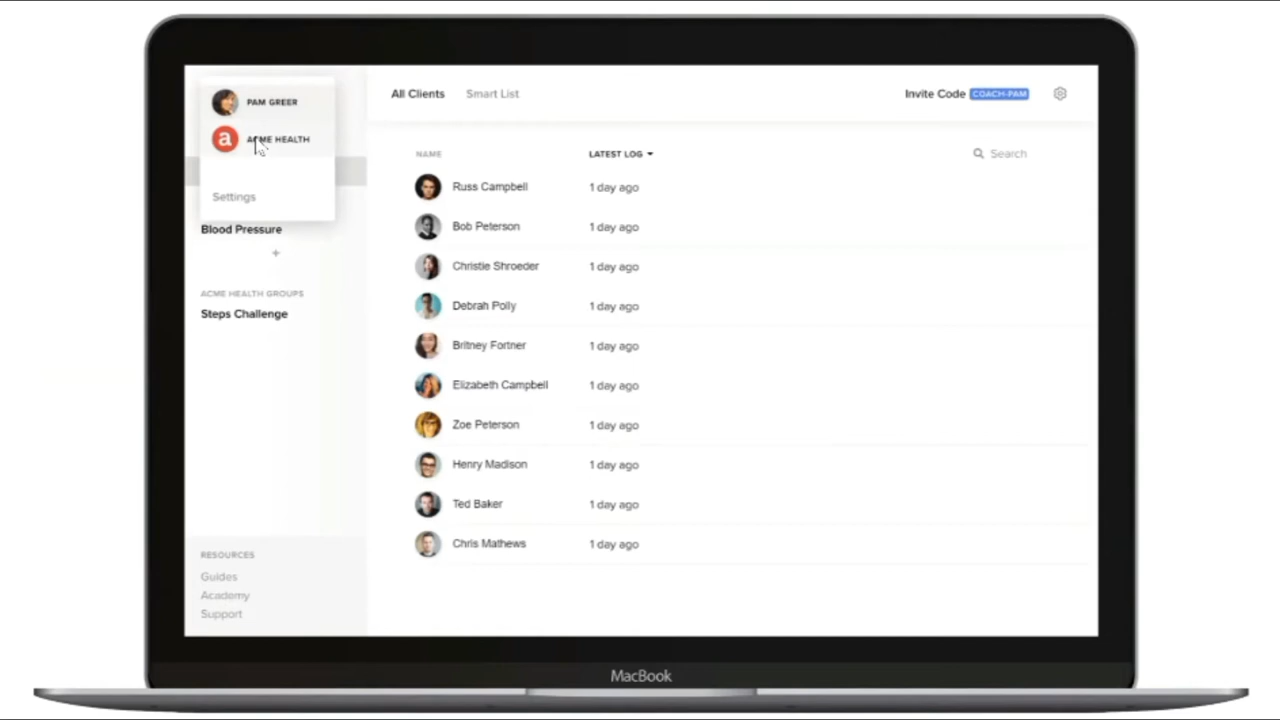 PAM GREER
a ACME HEALTH
Settings
Blood Pressure
+
ACME HEALTH GROUPS
Steps Challenge
RESOURCES
Guides
Academy
Support
All Clients Smart List Invite Code COACH-PAM
NAME LATEST LOG Search
Russ Campbell 1 day ago
Bob Peterson 1 day ago
Christie Shroeder 1 day ago
Debrah Polly 1 day ago
Britney Fortner 1 day ago
Elizabeth Campbell 1 day ago
Zoe Peterson 1 day ago
Henry Madison 1 day ago
Ted Baker 1 day ago
Chris Mathews 1 day ago
MacBook